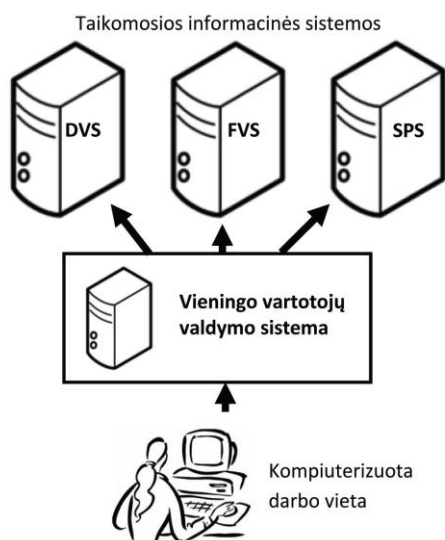 Taikomosios informacinės sistemos
DVS
FVS
SPS
Vieningo vartotojų
valdymo sistema
Kompiuterizuota
darbo vieta